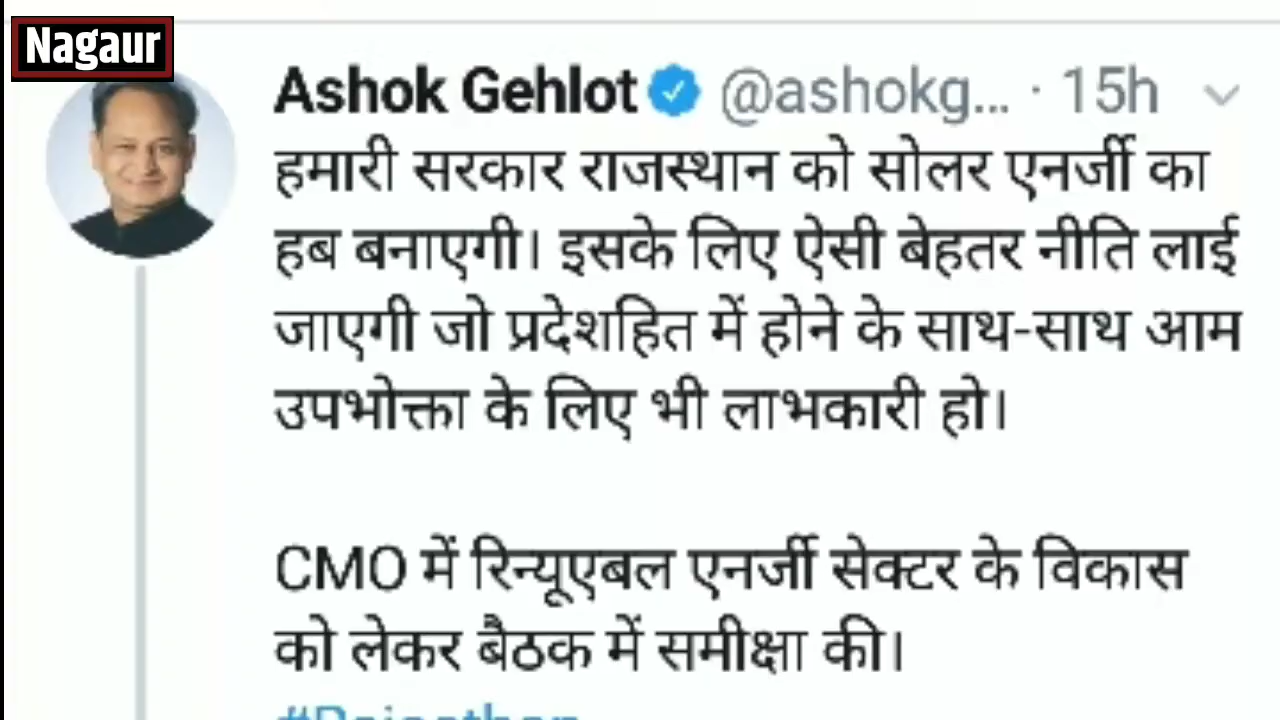 Nagaur
Ashok Gehlot @ashokg... · 15h
हमारी सरकार राजस्थान को सोलर एनर्जी का
हब बनाएगी। इसके लिए ऐसी बेहतर नीति लाई
जाएगी जो प्रदेशहित में होने के साथ-साथ आम
उपभोक्ता के लिए भी लाभकारी हो।
CMO में रिन्यूएबल एनर्जी सेक्टर के विकास
को लेकर बैठक में समीक्षा की।
#Rajasthan